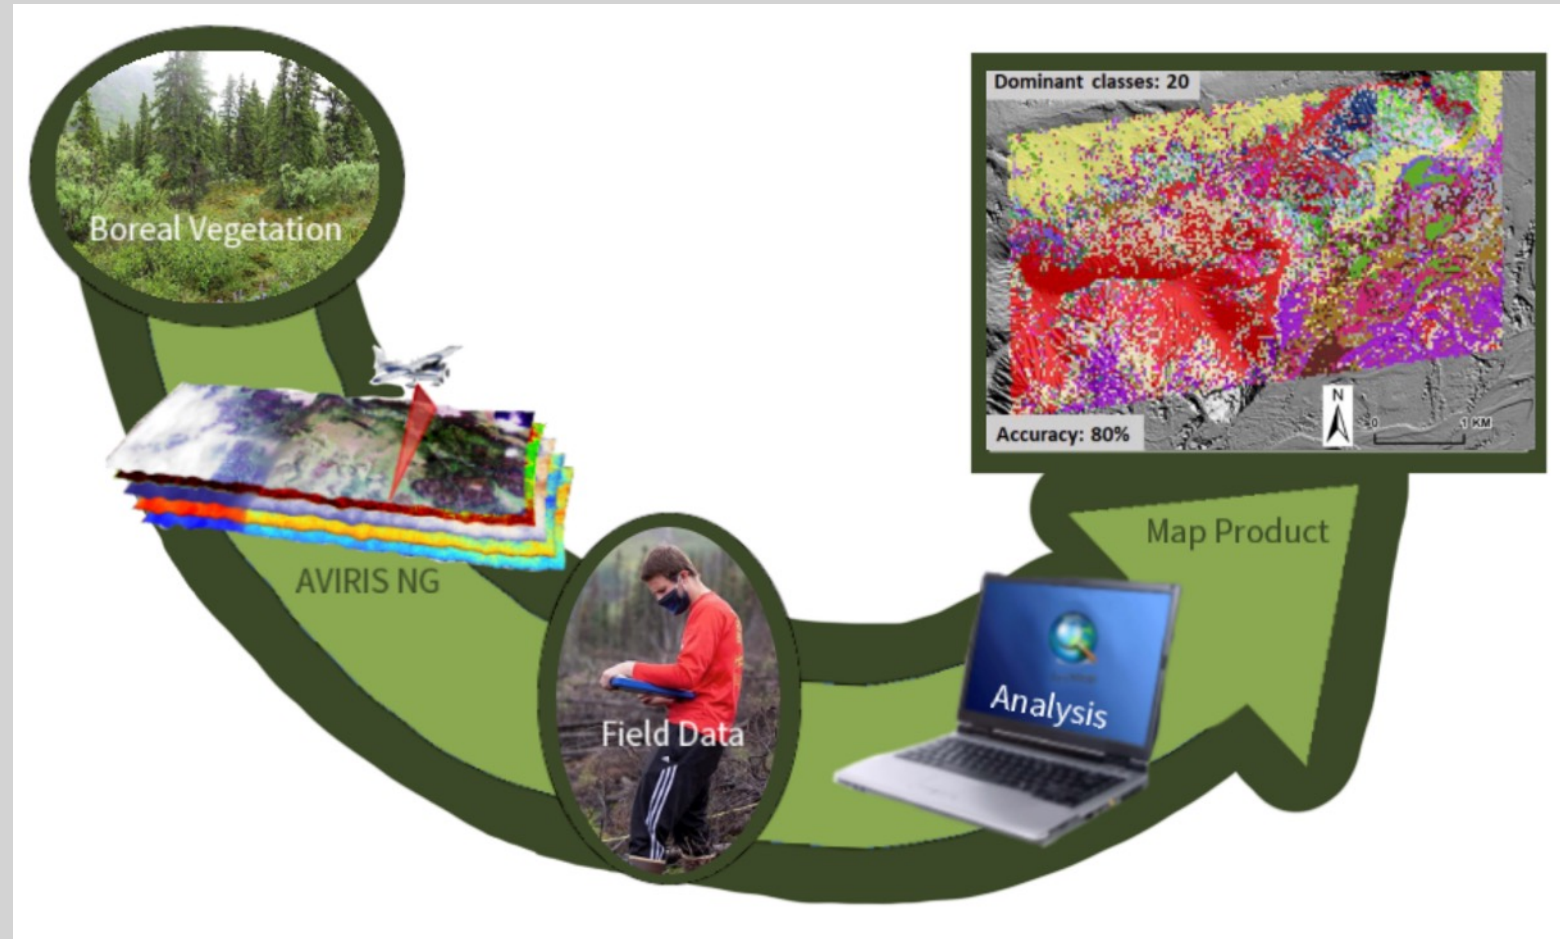 Boreal Vegetation
AVIRIS NG
Field Data
Analysis
Map Product
Dominant classes: 20
Accuracy: 80%
N
0 1 KM